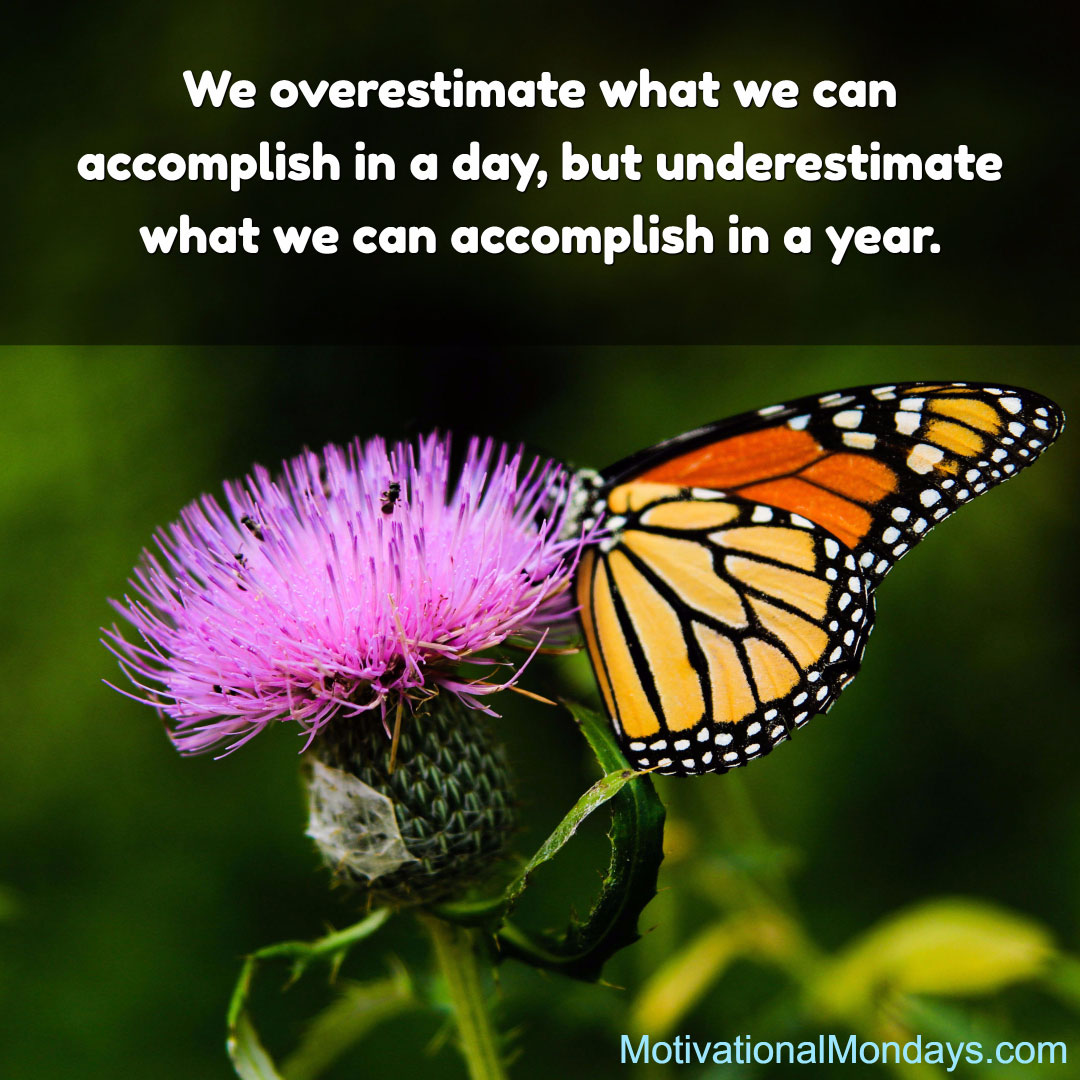 We overestimate what we can
accomplish in a day, but underestimate
what we can accomplish in a year.
MotivationalMondays.com